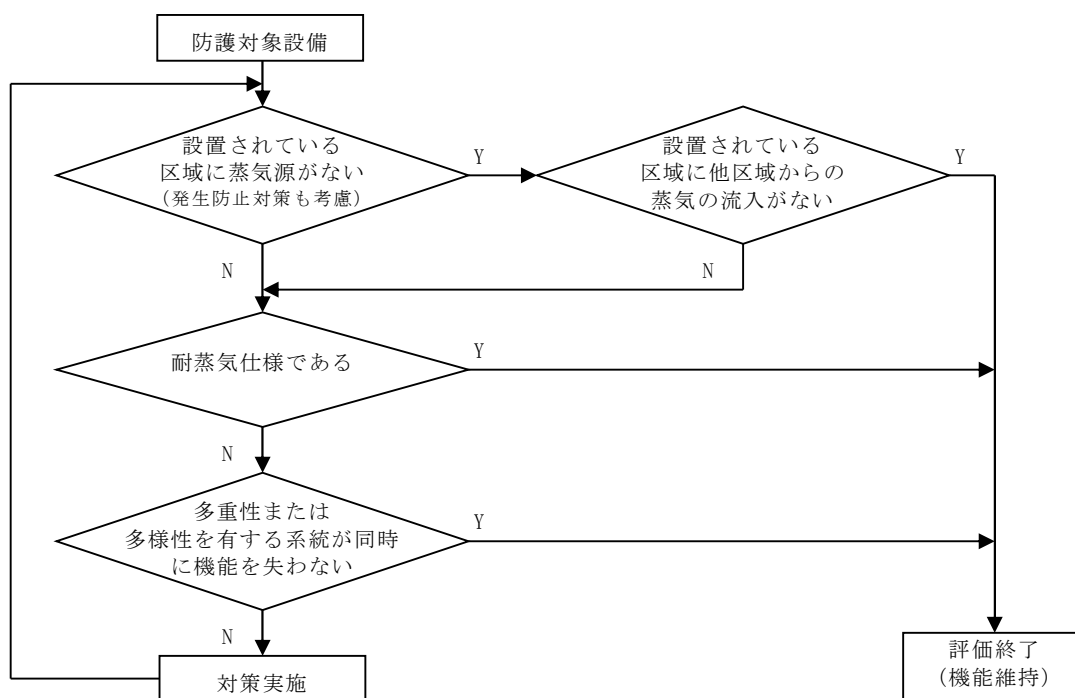 防護対象設備
設置されている
区域に蒸気源がない
(発生防止対策も考慮)
Y
設置されている
区域に他区域からの
蒸気の流入がない
Y
N
N
耐蒸気仕様である
Y
N
多重性または
多様性を有する系統が同時
に機能を失わない
Y
N
対策実施
評価終了
(機能維持)